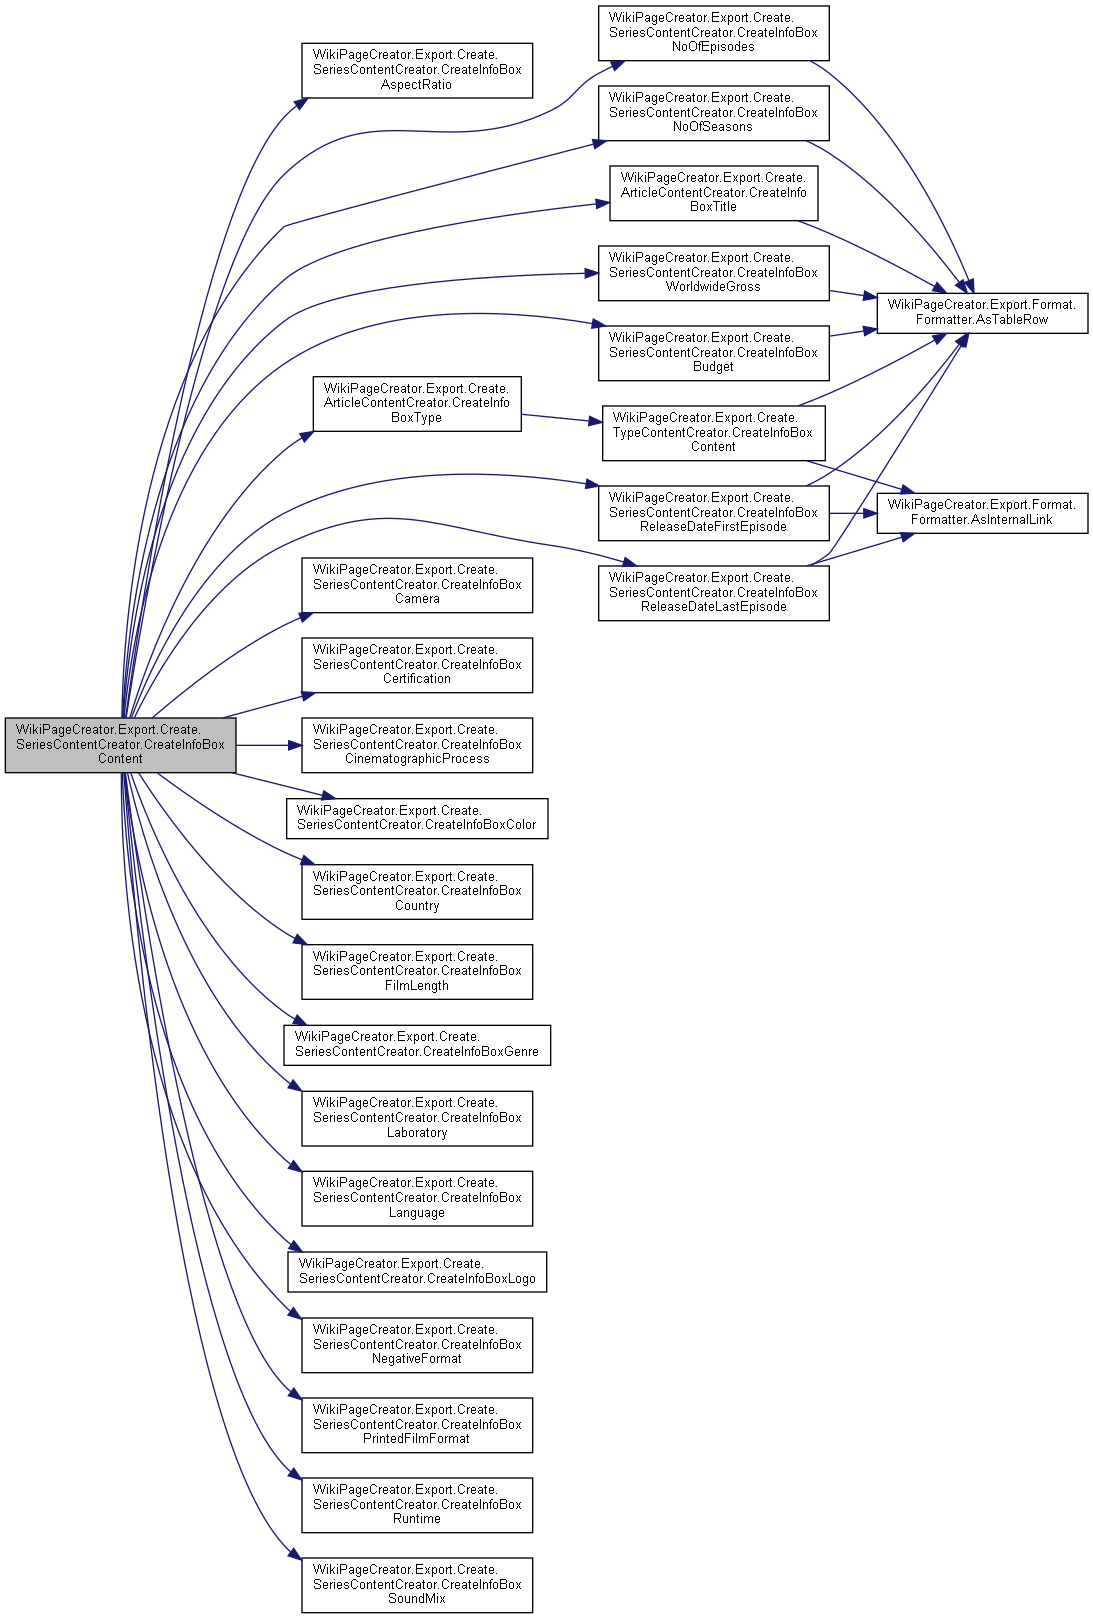 WikiPageCreator.Export.Create.
SeriesContentCreator.CreateInfoBox
Content
WikiPageCreator.Export.Create.
SeriesContentCreator.CreateInfoBox
AspectRatio
WikiPageCreator.Export.Create.
ArticleContentCreator.CreateInfo
BoxType
WikiPageCreator.Export.Create.
SeriesContentCreator.CreateInfoBox
Camera
WikiPageCreator.Export.Create.
SeriesContentCreator.CreateInfoBox
Certification
WikiPageCreator.Export.Create.
SeriesContentCreator.CreateInfoBox
CinematographicProcess
WikiPageCreator.Export.Create.
SeriesContentCreator.CreateInfoBoxColor
WikiPageCreator.Export.Create.
SeriesContentCreator.CreateInfoBox
Country
WikiPageCreator.Export.Create.
SeriesContentCreator.CreateInfoBox
FilmLength
WikiPageCreator.Export.Create.
SeriesContentCreator.CreateInfoBoxGenre
WikiPageCreator.Export.Create.
SeriesContentCreator.CreateInfoBox
Laboratory
WikiPageCreator.Export.Create.
SeriesContentCreator.CreateInfoBox
Language
WikiPageCreator.Export.Create.
SeriesContentCreator.CreateInfoBoxLogo
WikiPageCreator.Export.Create.
SeriesContentCreator.CreateInfoBox
NegativeFormat
WikiPageCreator.Export.Create.
SeriesContentCreator.CreateInfoBox
PrintedFilmFormat
WikiPageCreator.Export.Create.
SeriesContentCreator.CreateInfoBox
Runtime
WikiPageCreator.Export.Create.
SeriesContentCreator.CreateInfoBox
SoundMix
WikiPageCreator.Export.Create.
SeriesContentCreator.CreateInfoBox
NoOfEpisodes
WikiPageCreator.Export.Create.
SeriesContentCreator.CreateInfoBox
NoOfSeasons
WikiPageCreator.Export.Create.
ArticleContentCreator.CreateInfo
BoxTitle
WikiPageCreator.Export.Create.
SeriesContentCreator.CreateInfoBox
WorldwideGross
WikiPageCreator.Export.Create.
SeriesContentCreator.CreateInfoBox
Budget
WikiPageCreator.Export.Create.
TypeContentCreator.CreateInfoBox
Content
WikiPageCreator.Export.Create.
SeriesContentCreator.CreateInfoBox
ReleaseDateFirstEpisode
WikiPageCreator.Export.Create.
SeriesContentCreator.CreateInfoBox
ReleaseDateLastEpisode
WikiPageCreator.Export.Format.
Formatter.AsTableRow
WikiPageCreator.Export.Format.
Formatter.AsInternalLink